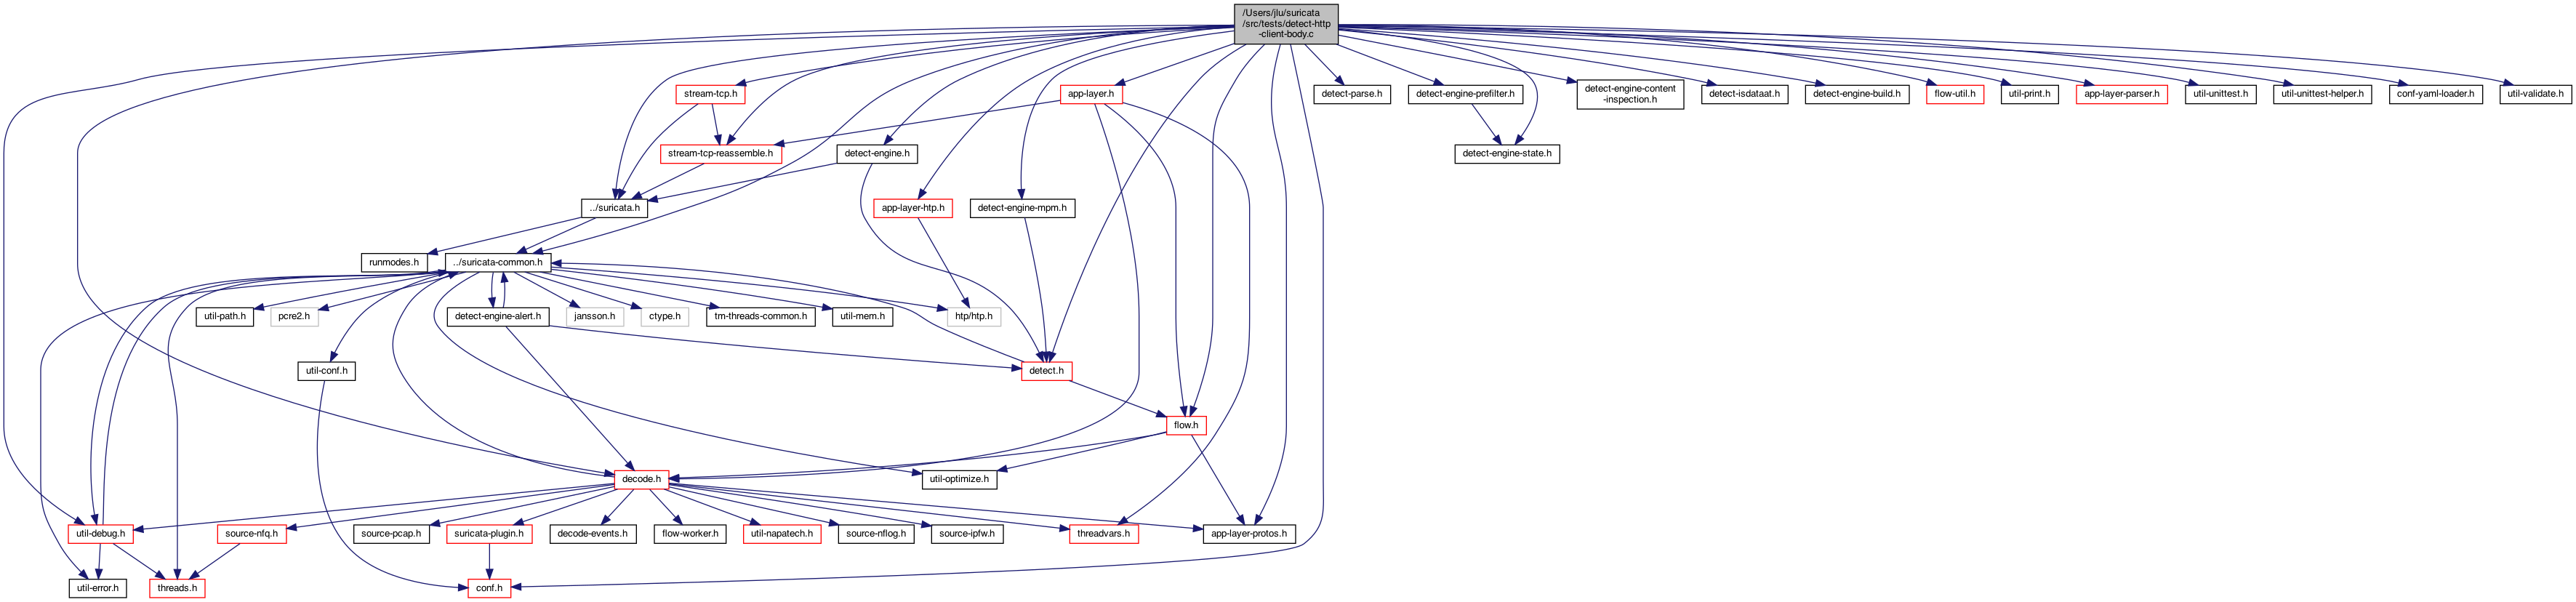 /Users/jlu/suricata
/src/tests/detect-http
-client-body.c
stream-tcp.h
app-layer.h
detect-parse.h
detect-engine-prefilter.h
detect-engine-content
-inspection.h
detect-isdataat.h
detect-engine-build.h
flow-util.h
util-print.h
app-layer-parser.h
util-unittest.h
util-unittest-helper.h
conf-yaml-loader.h
util-validate.h
stream-tcp-reassemble.h
detect-engine.h
detect-engine-state.h
../suricata.h
app-layer-htp.h
detect-engine-mpm.h
runmodes.h
../suricata-common.h
util-path.h
pcre2.h
detect-engine-alert.h
jansson.h
ctype.h
tm-threads-common.h
util-mem.h
htp/htp.h
util-conf.h
detect.h
flow.h
decode.h
util-optimize.h
util-debug.h
source-nfq.h
source-pcap.h
suricata-plugin.h
decode-events.h
flow-worker.h
util-napatech.h
source-nflog.h
source-ipfw.h
threadvars.h
app-layer-protos.h
util-error.h
threads.h
conf.h